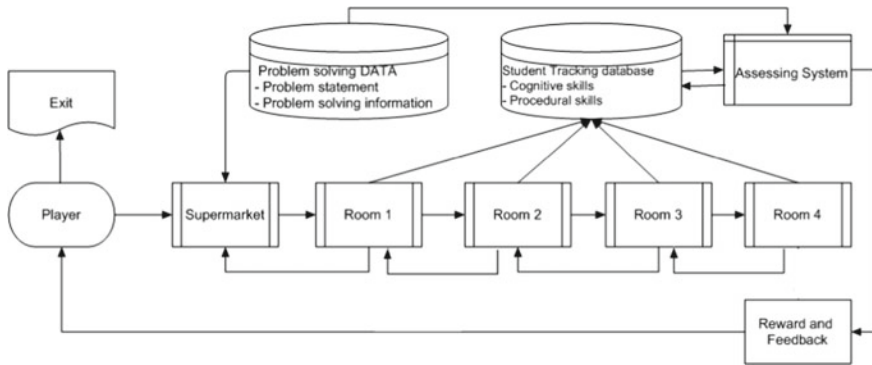 Problem solving DATA
- Problem statement
- Problem solving information
Student Tracking database
- Cognitive skills
- Procedural skills
Assessing System
Exit
Player
Supermarket
Room 1
Room 2
Room 3
Room 4
Reward and
Feedback